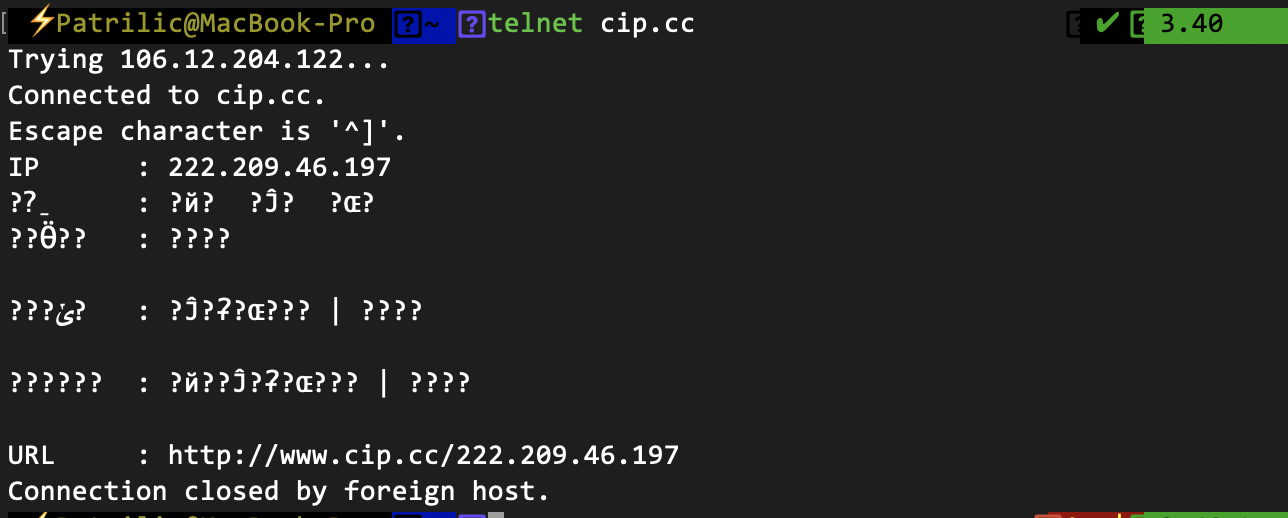 ⚡Patrilic@MacBook-Pro ~ telnet cip.cc ✔ 3.40
Trying 106.12.204.122...
Connected to cip.cc.
Escape character is '^]'.
IP : 222.209.46.197
??_ : ?й? ?Ĵ? ?Œ?
??Ӫ?? : ????
| ????
?????? : | ????
URL : http://www.cip.cc/222.209.46.197
Connection closed by foreign host.